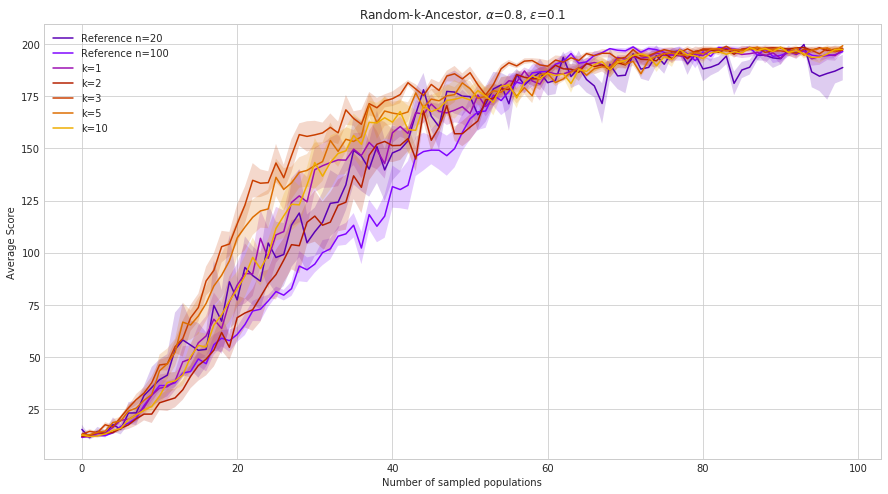 Random-k-Ancestor, α=0.8, ε=0.1
Reference n=20
Reference n=100
k=1
k=2
k=3
k=5
k=10
200
175
150
125
100
75
50
25
Average Score
0
20
40
60
80
100
Number of sampled populations